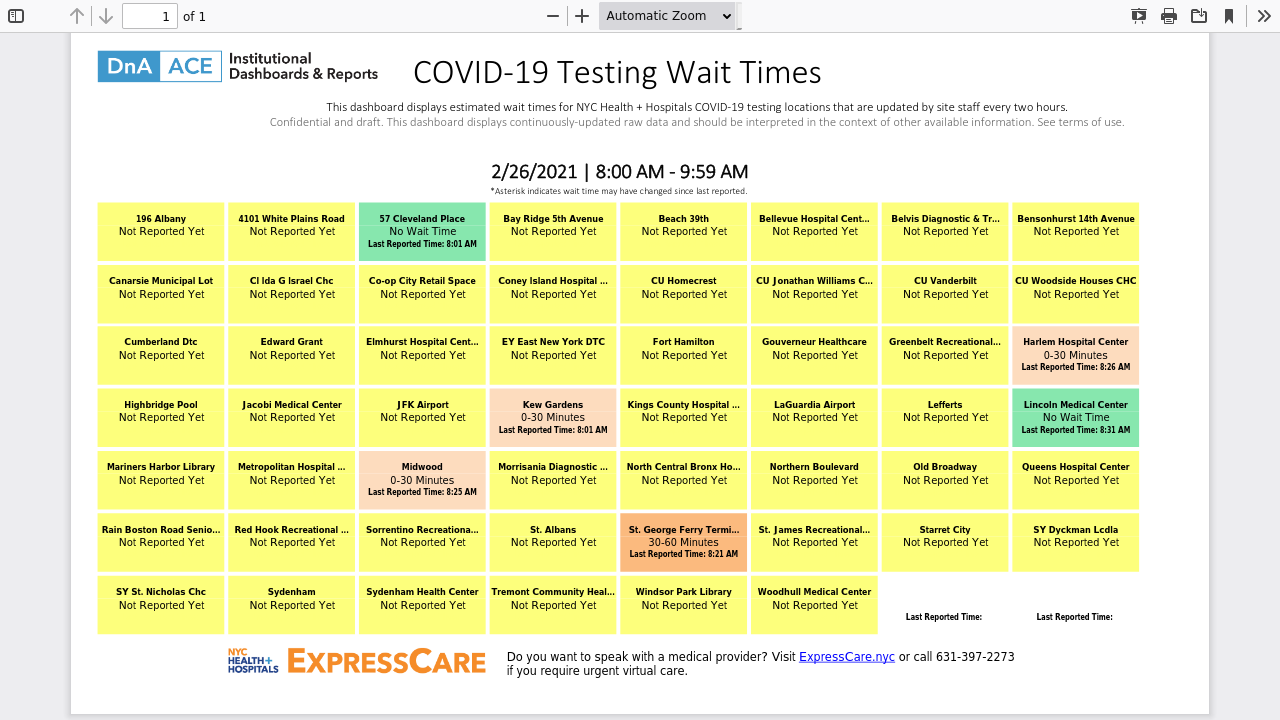 1 of 1 Automatic Zoom
DnA ACE Institutional
Dashboards & Reports
COVID-19 Testing Wait Times
This dashboard displays estimated wait times for NYC Health + Hospitals COVID-19 testing locations that are updated by site staff every two hours.
Confidential and draft. This dashboard displays continuously-updated raw data and should be interpreted in the context of other available information. See terms of use.
2/26/2021 | 8:00 AM - 9:59 AM
*Asterisk indicates wait time may have changed since last reported.
196 Albany
Not Reported Yet
4101 White Plains Road
Not Reported Yet
57 Cleveland Place
No Wait Time
Last Reported Time: 8:01 AM
Bay Ridge 5th Avenue
Not Reported Yet
Beach 39th
Not Reported Yet
Bellevue Hospital Cent...
Not Reported Yet
Belvis Diagnostic & Tr...
Not Reported Yet
Bensonhurst 14th Avenue
Not Reported Yet
Canarsie Municipal Lot
Not Reported Yet
CI Ida G Israel Chc
Not Reported Yet
Co-op City Retail Space
Not Reported Yet
Coney Island Hospital ...
Not Reported Yet
CU Homecrest
Not Reported Yet
CU Jonathan Williams C...
Not Reported Yet
CU Vanderbilt
Not Reported Yet
CU Woodside Houses CHC
Not Reported Yet
Cumberland Dtc
Not Reported Yet
Edward Grant
Not Reported Yet
Elmhurst Hospital Cent...
Not Reported Yet
EY East New York DTC
Not Reported Yet
Fort Hamilton
Not Reported Yet
Gouverneur Healthcare
Not Reported Yet
Greenbelt Recreational...
Not Reported Yet
Harlem Hospital Center
0-30 Minutes
Last Reported Time: 8:26 AM
Highbridge Pool
Not Reported Yet
Jacobi Medical Center
Not Reported Yet
JFK Airport
Not Reported Yet
Kew Gardens
0-30 Minutes
Last Reported Time: 8:01 AM
Kings County Hospital ...
Not Reported Yet
LaGuardia Airport
Not Reported Yet
Lefferts
Not Reported Yet
Lincoln Medical Center
No Wait Time
Last Reported Time: 8:31 AM
Mariners Harbor Library
Not Reported Yet
Metropolitan Hospital ...
Not Reported Yet
Midwood
0-30 Minutes
Last Reported Time: 8:25 AM
Morrisania Diagnostic ...
Not Reported Yet
North Central Bronx Ho...
Not Reported Yet
Northern Boulevard
Not Reported Yet
Old Broadway
Not Reported Yet
Queens Hospital Center
Not Reported Yet
Rain Boston Road Senio...
Not Reported Yet
Red Hook Recreational ...
Not Reported Yet
Sorrentino Recreationa...
Not Reported Yet
St. Albans
Not Reported Yet
St. George Ferry Termi...
30-60 Minutes
Last Reported Time: 8:21 AM
St. James Recreational...
Not Reported Yet
Starret City
Not Reported Yet
SY Dyckman Lcdla
Not Reported Yet
SY St. Nicholas Chc
Not Reported Yet
Sydenham
Not Reported Yet
Sydenham Health Center
Not Reported Yet
Tremont Community Heal...
Not Reported Yet
Windsor Park Library
Not Reported Yet
Woodhull Medical Center
Not Reported Yet
Last Reported Time:
Last Reported Time:
NYC
HEALTH+
HOSPITALS
EXPRESSCARE
Do you want to speak with a medical provider? Visit ExpressCare.nyc or call 631-397-2273
if you require urgent virtual care.